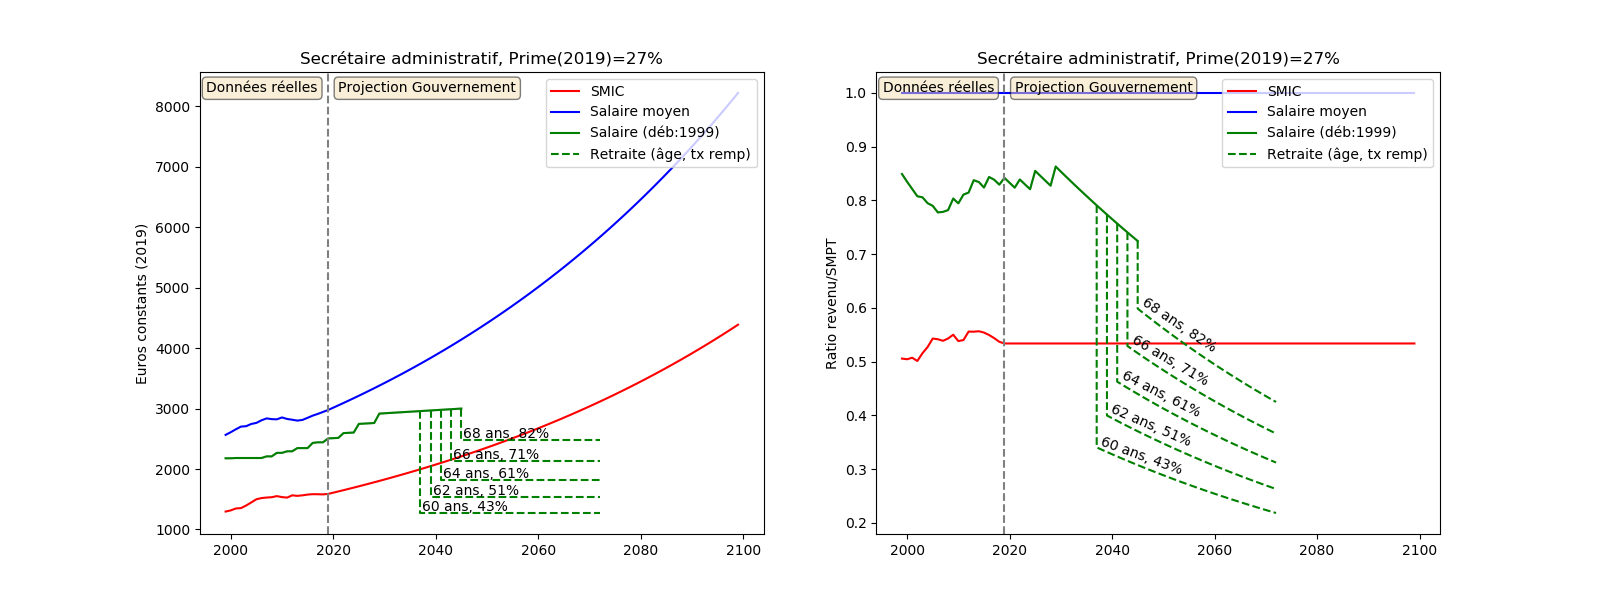 Secrétaire administratif, Prime(2019)=27%
Données réelles
Projection Gouvernement
SMIC
Salaire moyen
Salaire (déb:1999)
Retraite (âge, tx remp)
Euros constants (2019)
8000
7000
6000
5000
4000
3000
2000
1000
68 ans, 82%
66 ans, 71%
64 ans, 61%
62 ans, 51%
60 ans, 43%
2000 2020 2040 2060 2080 2100
Secrétaire administratif, Prime(2019)=27%
Données réelles
Projection Gouvernement
SMIC
Salaire moyen
Salaire (déb:1999)
Retraite (âge, tx remp)
Ratio revenu/SMPT
1.0
0.9
0.8
0.7
0.6
0.5
0.4
0.3
0.2
68 ans, 82%
66 ans, 71%
64 ans, 61%
62 ans, 51%
60 ans, 43%
2000 2020 2040 2060 2080 2100